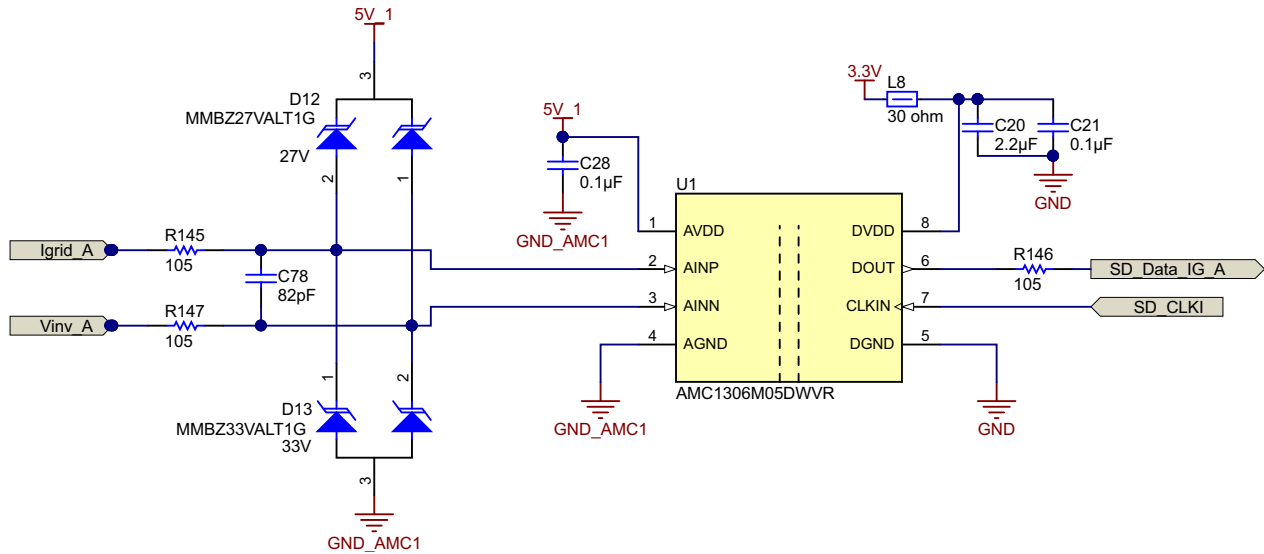 5V_1
3
D12
MMBZ27VALT1G
27V
2
1
Igrid_A
R145
105
C78
82pF
Vinv_A
R147
105
1
2
D13
MMBZ33VALT1G
33V
3
GND_AMC1
5V_1
C28
0.1µF
GND_AMC1
3.3V
L8
30 ohm
C20
2.2µF
C21
0.1µF
GND
U1
1
AVDD
DVDD
8
2
AINP
DOUT
6
R146
105
SD_Data_IG_A
3
AINN
CLKIN
7
SD_CLKI
4
AGND
DGND
5
AMC1306M05DWVR
GND_AMC1
GND